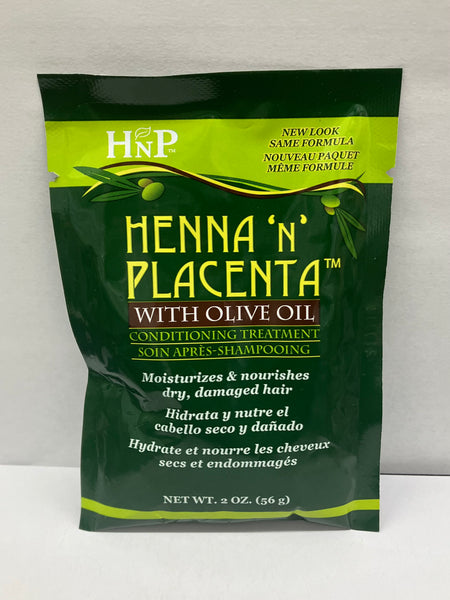 HnP™
NEW LOOK
SAME FORMULA
NOUVEAU PAQUET
MÊME FORMULE
HENNA 'N'
PLACENTA™
WITH OLIVE OIL
CONDITIONING TREATMENT
SOIN APRÈS-SHAMPOOING
Moisturizes & nourishes
dry, damaged hair
Hidrata y nutre el
cabello seco y dañado
Hydrate et nourre les cheveux
secs et endommagés
NET WT. 2 OZ. (56 g)